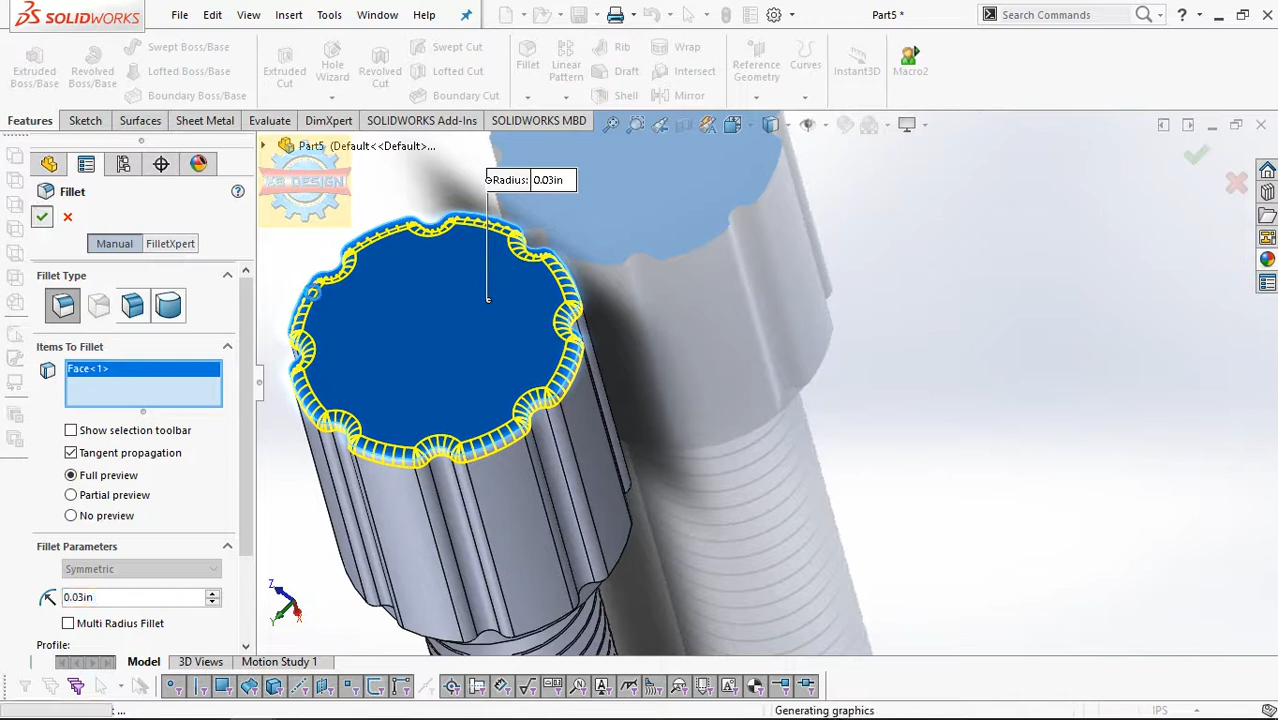 SOLIDWORKS
File
Edit
View
Insert
Tools
Window
Help
Part5 *
Search Commands
Extruded Boss/Base
Revolved Boss/Base
Swept Boss/Base
Lofted Boss/Base
Boundary Boss/Base
Extruded Cut
Hole Wizard
Revolved Cut
Swept Cut
Lofted Cut
Boundary Cut
Fillet
Linear Pattern
Rib
Draft
Shell
Wrap
Intersect
Mirror
Reference Geometry
Curves
Instant3D
Macro2
Features
Sketch
Surfaces
Sheet Metal
Evaluate
DimXpert
SOLIDWORKS Add-Ins
SOLIDWORKS MBD
Part5 (Default<<Default>...
Fillet
Manual
FilletXpert
Fillet Type
Items To Fillet
Face<1>
Show selection toolbar
Tangent propagation
Full preview
Partial preview
No preview
Fillet Parameters
Symmetric
0.03in
Multi Radius Fillet
Profile:
Radius: 0.03in
Z
Y
X
Model
3D Views
Motion Study 1
...
Generating graphics
IPS